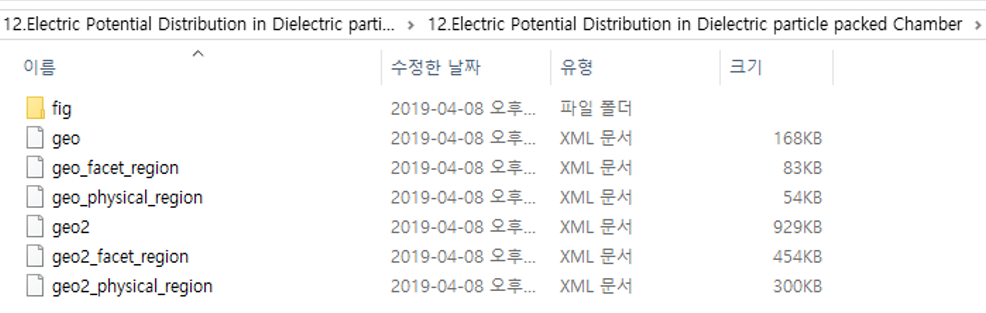 12.Electric Potential Distribution in Dielectric parti... > 12.Electric Potential Distribution in Dielectric particle packed Chamber >
이름 수정한 날짜 유형 크기
fig 2019-04-08 오후... 파일 폴더
geo 2019-04-08 오후... XML 문서 168KB
geo_facet_region 2019-04-08 오후... XML 문서 83KB
geo_physical_region 2019-04-08 오후... XML 문서 54KB
geo2 2019-04-08 오후... XML 문서 929KB
geo2_facet_region 2019-04-08 오후... XML 문서 454KB
geo2_physical_region 2019-04-08 오후... XML 문서 300KB